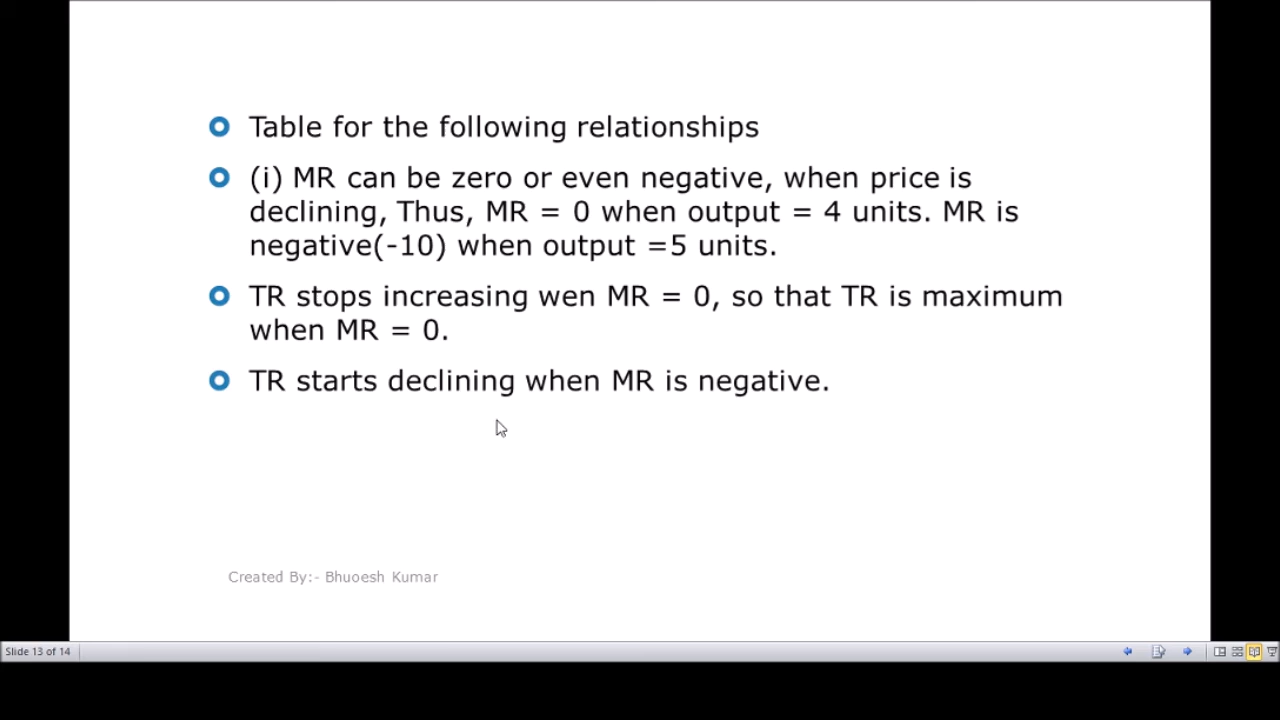 Table for the following relationships
(i) MR can be zero or even negative, when price is
declining, Thus, MR = 0 when output = 4 units. MR is
negative(-10) when output =5 units.
TR stops increasing wen MR = 0, so that TR is maximum
when MR = 0.
TR starts declining when MR is negative.
Created By:- Bhuoesh Kumar
Slide 13 of 14